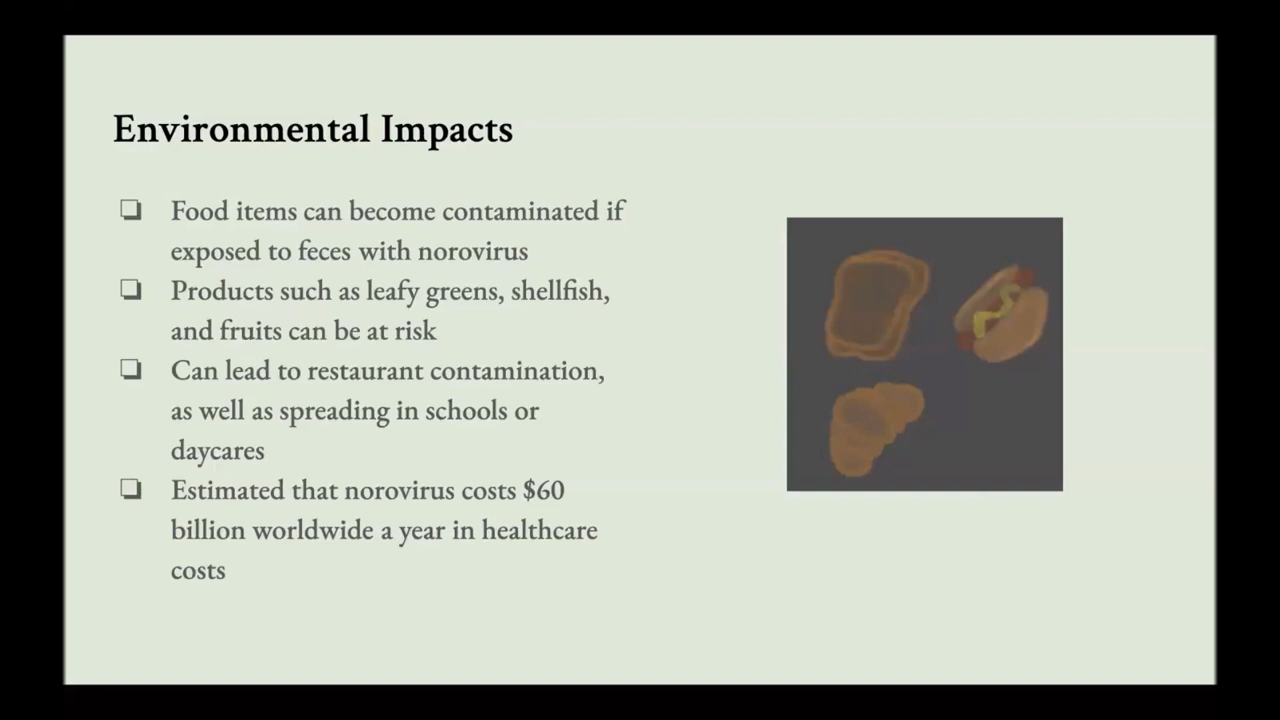 Environmental Impacts
❏ Food items can become contaminated if
exposed to feces with norovirus
❏ Products such as leafy greens, shellfish,
and fruits can be at risk
❏ Can lead to restaurant contamination,
as well as spreading in schools or
daycares
❏ Estimated that norovirus costs $60
billion worldwide a year in healthcare
costs